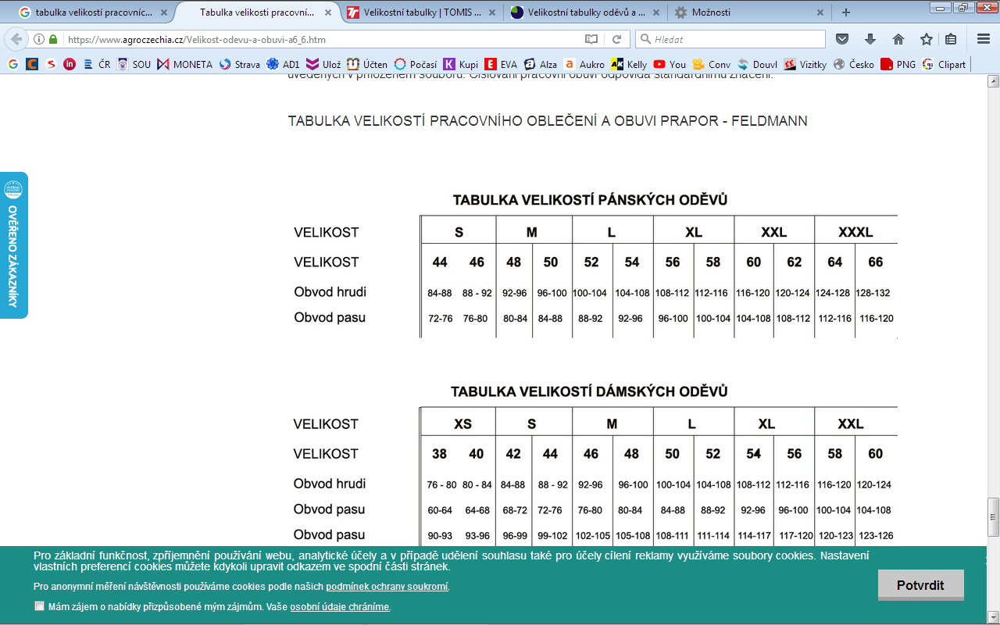 tabulka velikostí pracovníc...
Tabulka velikosti pracovní...
Velikostní tabulky | TOMIS ...
Velikostní tabulky oděvů a ...
Možnosti
https://www.agroczechia.cz/Velikost-odevu-a-obuvi-a6_6.htm
Hledat
ČR SOU MONETA Strava AD1 Ulož Účten Počasí Kupi EVA Alza Aukro Kelly You Conv Douvl Vizitky Česko PNG Clipart
uvedených v přiloženém souboru. Číslování pracovní obuvi odpovídá standardnímu značení.
TABULKA VELIKOSTÍ PRACOVNÍHO OBLEČENÍ A OBUVI PRAPOR - FELDMANN
OVĚŘENO ZÁKAZNÍKY
TABULKA VELIKOSTÍ PÁNSKÝCH ODĚVŮ
VELIKOST S M L XL XXL XXXL
VELIKOST 44 46 48 50 52 54 56 58 60 62 64 66
Obvod hrudi 84-88 88 - 92 92-96 96-100 100-104 104-108 108-112 112-116 116-120 120-124 124-128 128-132
Obvod pasu 72-76 76-80 80-84 84-88 88-92 92-96 96-100 100-104 104-108 108-112 112-116 116-120
TABULKA VELIKOSTÍ DÁMSKÝCH ODĚVŮ
VELIKOST XS S M L XL XXL
VELIKOST 38 40 42 44 46 48 50 52 54 56 58 60
Obvod hrudi 76 - 80 80 - 84 84-88 88 - 92 92-96 96-100 100-104 104-108 108-112 112-116 116-120 120-124
Obvod pasu 60-64 64-68 68-72 72-76 76-80 80-84 84-88 88-92 92-96 96-100 100-104 104-108
Obvod pasu 90-93 93-96 96-99 99-102 102-105 105-108 108-111 111-114 114-117 117-120 120-123 123-126
Pro základní funkčnost, zpříjemnění používání webu, analytické účely a v případě udělení souhlasu také pro účely cílení reklamy využíváme soubory cookies. Nastavení
vlastních preferencí cookies můžete kdykoli upravit odkazem ve spodní části stránek.
Pro anonymní měření návštěvnosti používáme cookies podle našich podmínek ochrany soukromí.
Mám zájem o nabídky přizpůsobené mým zájmům. Vaše osobní údaje chráníme.
Potvrdit